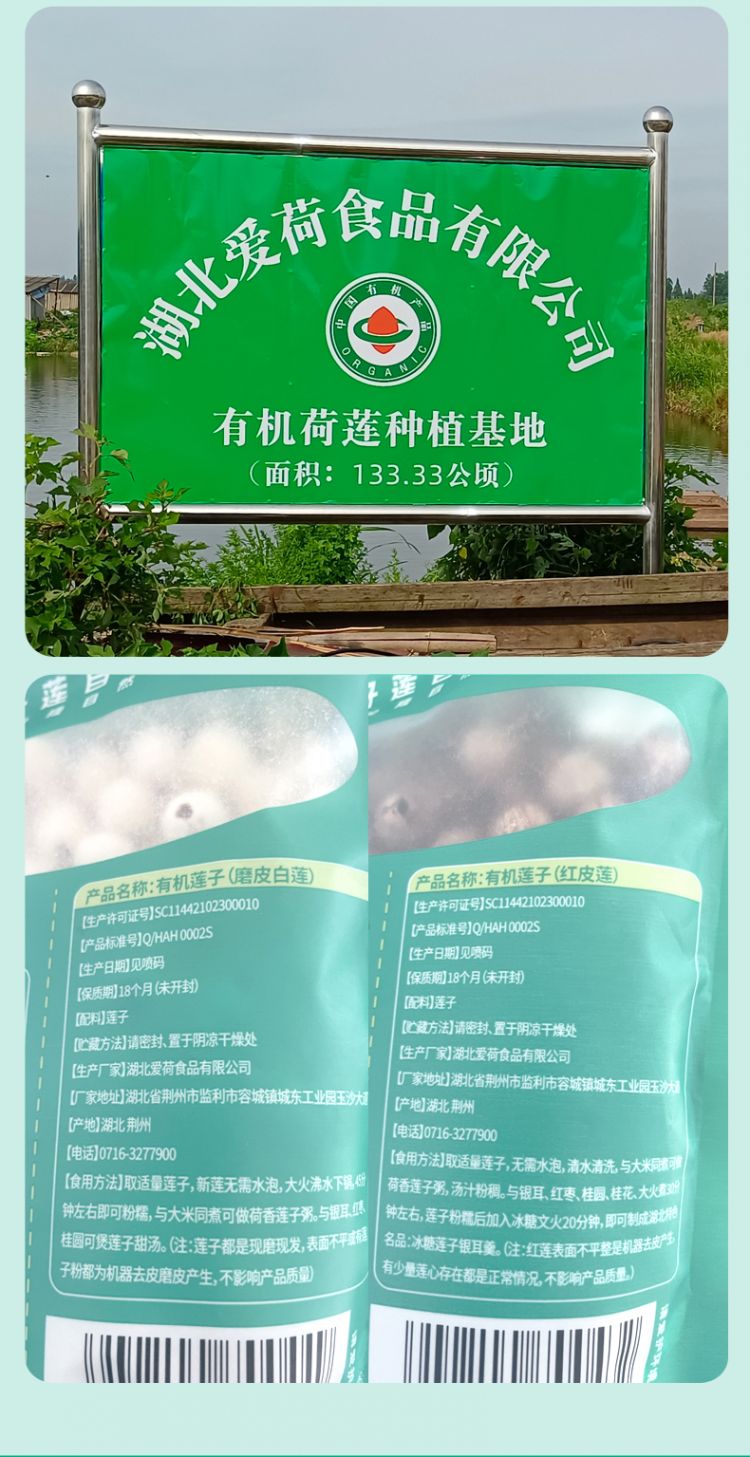 湖北爱荷食品有限公司
中国有机产品
ORGANIC
有机荷莲种植基地
（面积：133.33公顷）
莲自
自然
产品名称：有机莲子（磨皮白莲）
【生产许可证号】SC11442102300010
【产品标准号】Q/HAH 0002S
【生产日期】见喷码
【保质期】18个月（未开封）
【配料】莲子
【贮藏方法】请密封、置于阴凉干燥处
【生产厂家】湖北爱荷食品有限公司
【厂家地址】湖北省荆州市监利市容城镇城东工业园玉沙大道
【产地】湖北 荆州
【电话】0716-3277900
【食用方法】取适量莲子，新莲无需水泡，大火沸水下锅，45分
钟左右即可粉糯，与大米同煮可做荷香莲子粥。与银耳、红枣、
桂圆可煲莲子甜汤。（注：莲子都是现磨现发，表面不平或有莲
子粉都为机器去皮磨皮产生，不影响产品质量）
莲自
自然
产品名称：有机莲子（红皮莲）
【生产许可证号】SC11442102300010
【产品标准号】Q/HAH 0002S
【生产日期】见喷码
【保质期】18个月（未开封）
【配料】莲子
【贮藏方法】请密封、置于阴凉干燥处
【生产厂家】湖北爱荷食品有限公司
【厂家地址】湖北省荆州市监利市容城镇城东工业园玉沙大道
【产地】湖北 荆州
【电话】0716-3277900
【食用方法】取适量莲子，无需水泡，清水清洗，与大米同煮可做
荷香莲子粥，汤汁粉稠。与银耳、红枣、桂圆、桂花、大火煮30分
钟左右，莲子粉糯后加入冰糖文火20分钟，即可制成湖北特色
名品：冰糖莲子银耳羹。（注：红莲表面不平整是机器去皮产生，
有少量莲心存在都是正常情况，不影响产品质量。）